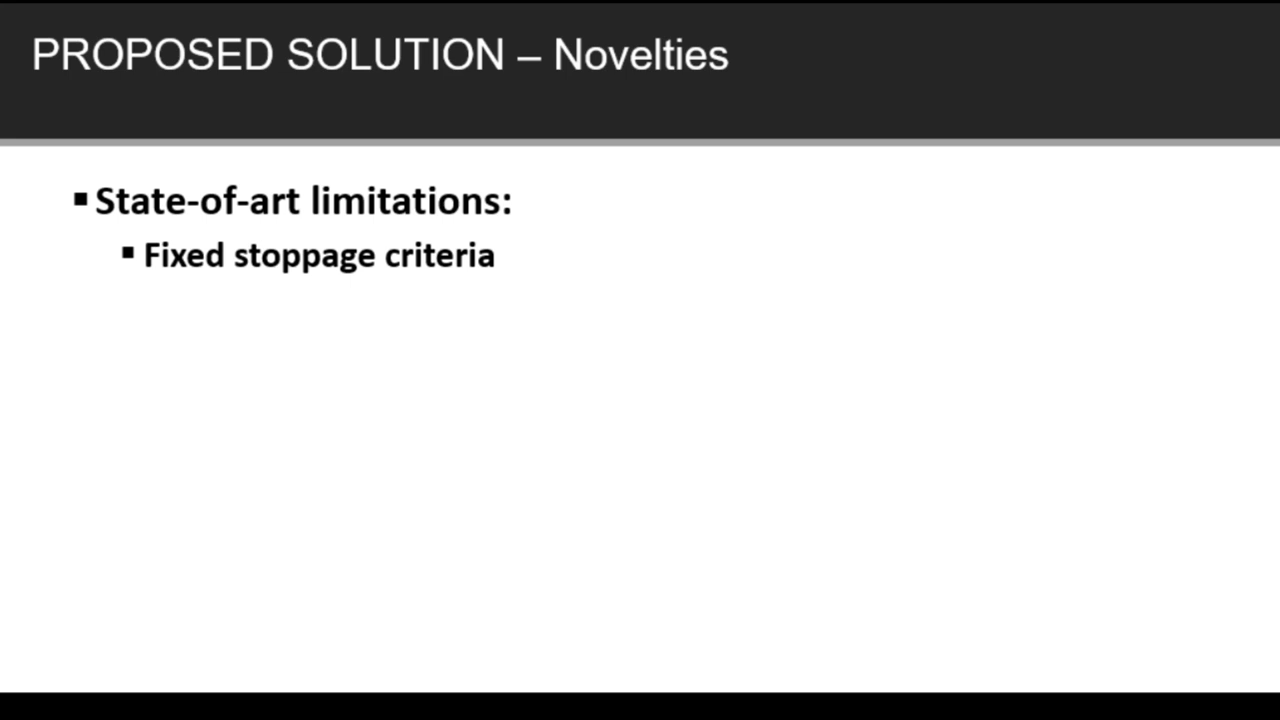 PROPOSED SOLUTION – Novelties
▪ State-of-art limitations:
▪ Fixed stoppage criteria